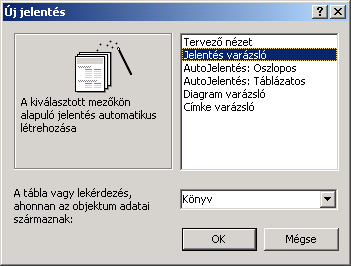 Új jelentés
A kiválasztott mezőkön
alapuló jelentés automatikus
létrehozása
Tervező nézet
Jelentés varázsló
AutoJelentés: Oszlopos
AutoJelentés: Táblázatos
Diagram varázsló
Címke varázsló
A tábla vagy lekérdezés,
ahonnan az objektum adatai
származnak:
Könyv
OK
Mégse